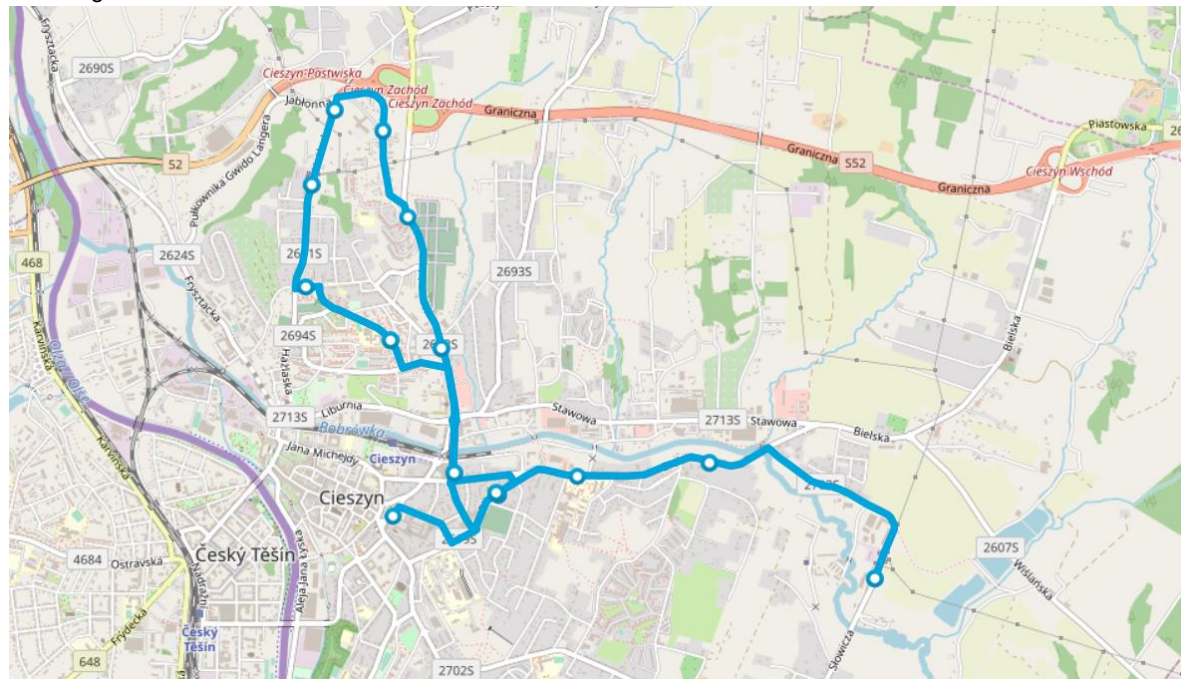 Frysztacka
2690S
Cieszyn-Pastwiska
Cieszyn Zachód
Cieszyn Zachód
Jabłonna
Graniczna
Graniczna
S52
Piastowska
Cieszyn Wschód
Graniczna
52
Pułkownika Gwido Langera
2624S
468
2693S
Frysztacka
Karvinská
Olza / Olše
2694S
Hażlaska
Bielska
Liburnia
2713S
Stawowa
2713S
Stawowa
Bielska
Bobrówka
Jana Michejdy
Cieszyn
Karvinská
Cieszyn
4684
Ostravská
Český Těšín
Nádražní
Aleja Jana Łyska
2607S
Wiślańska
Frýdecká
Český
Těšín
648
2702S
Słowicza